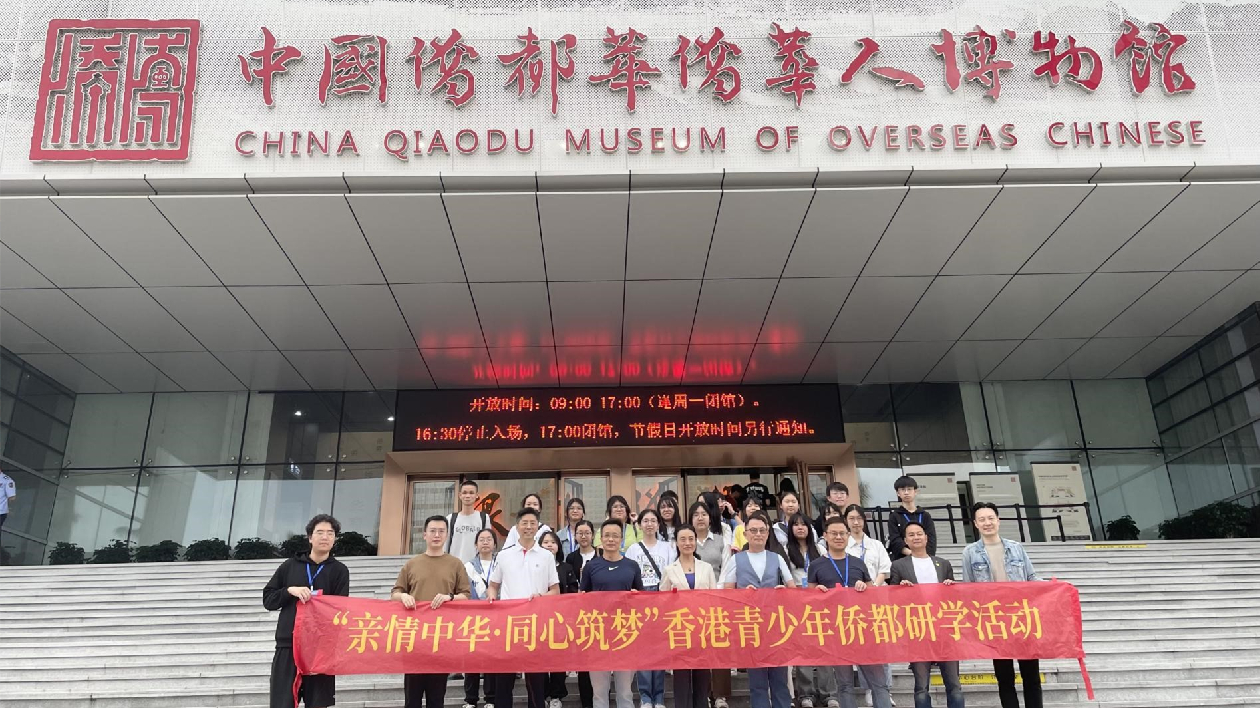 僑博
中國僑都華僑華人博物館
CHINA QIAODU MUSEUM OF OVERSEAS CHINESE
开放时间：09:00 17:00（逢周一闭馆）。
16:30停止入场，17:00闭馆，节假日开放时间另行通知。
“亲情中华·同心筑梦”香港青少年侨都研学活动